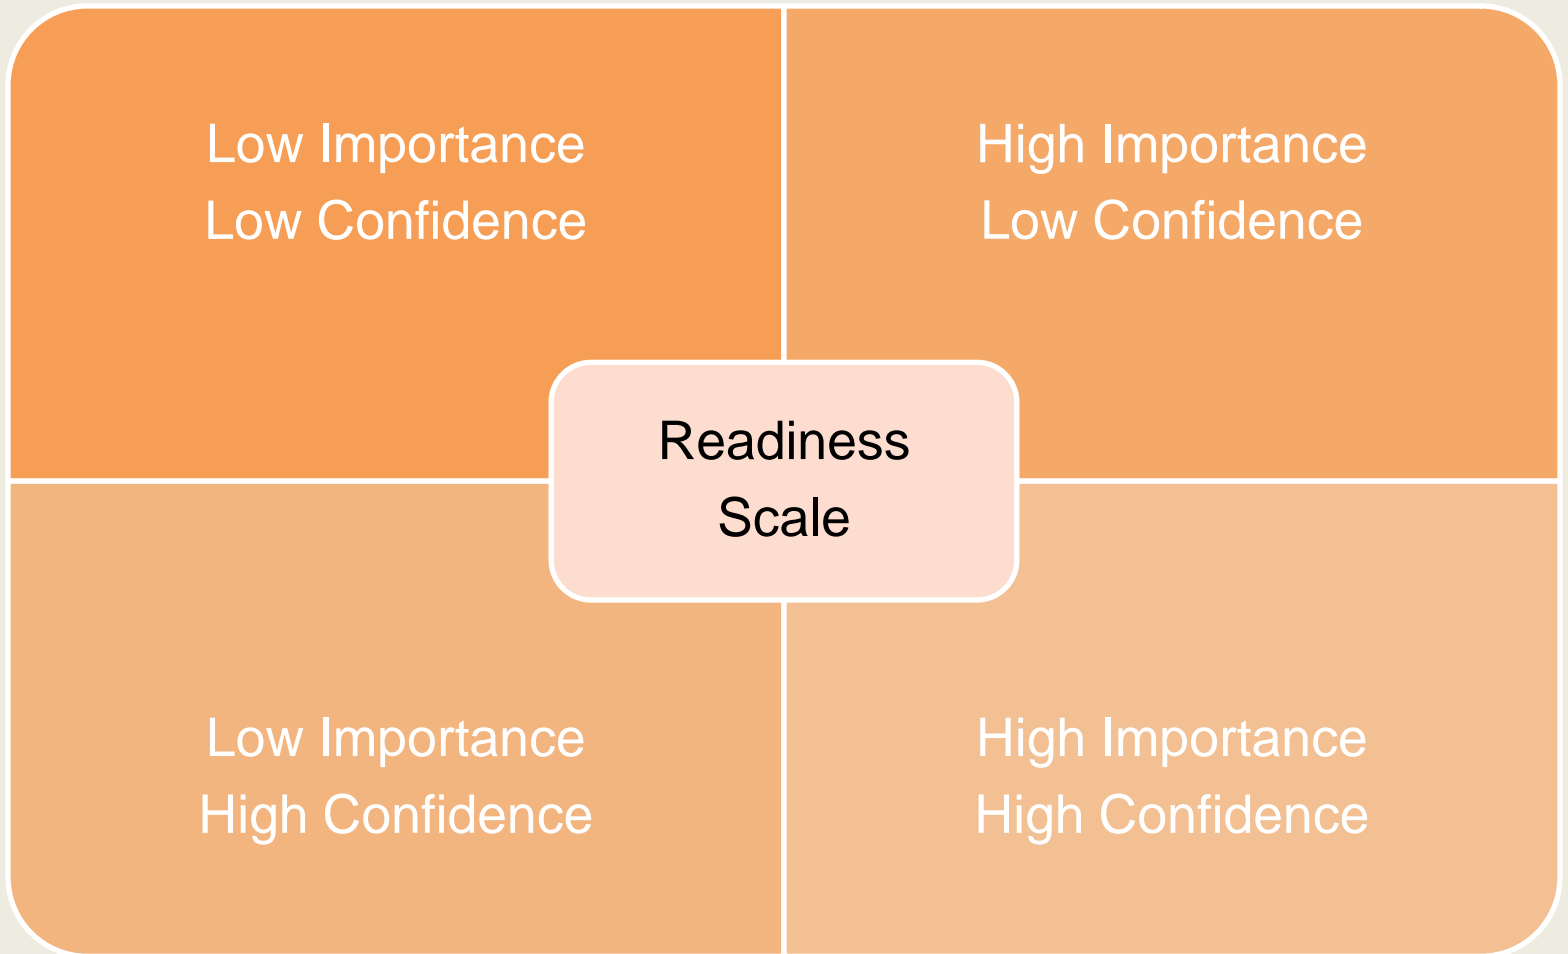 Low Importance
Low Confidence
High Importance
Low Confidence
Readiness
Scale
Low Importance
High Confidence
High Importance
High Confidence